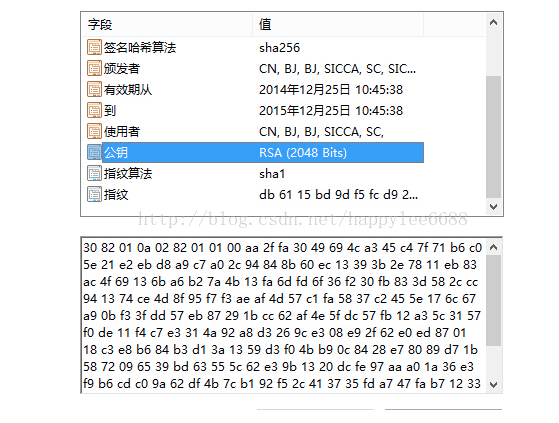 字段 值
签名哈希算法 sha256
颁发者 CN, BJ, BJ, SICCA, SC, SIC...
有效期从 2014年12月25日 10:45:38
到 2015年12月25日 10:45:38
使用者 CN, BJ, BJ, SICCA, SC,
公钥 RSA (2048 Bits)
指纹算法 sha1
指纹 db 61 15 bd 9d f5 fc d9 2...
http://blog.csdn.net/happylee6688
30 82 01 0a 02 82 01 01 00 aa 2f fa 30 49 69 4c a3 45 c4 7f 71 b6 c0
5e 21 e2 eb d8 a9 c7 a0 2c 94 84 8b 60 ec 13 39 3b 2e 78 11 eb 83
ac 4f 69 13 6b a6 b2 7a 4b 13 fa 6d fd 6f 36 f2 30 fb 83 3d 58 2c cc
94 13 74 ce 4d 8f 95 f7 f3 ae af 4d 57 c1 fa 58 37 c2 45 5e 17 6c 67
a9 0b f3 3f dd 57 eb 87 29 1b cc 62 af 4e 5f dc 57 fb 12 a3 5c 31 57
f0 de 11 f4 c7 e3 31 4a 92 a8 d3 26 9c e3 08 e9 2f 62 e0 ed 87 01
18 c3 e8 b6 84 b3 d1 3a 13 59 d3 f0 4b b9 0c 84 28 e7 80 89 d7 1b
58 72 09 65 39 bd 63 55 5c 62 e3 9b 13 20 dc fe 97 aa a0 1a 36 e3
f9 b6 cd c0 9a 62 df 4b 7c b1 92 f5 2c 41 37 35 fd a7 47 fa b7 12 33